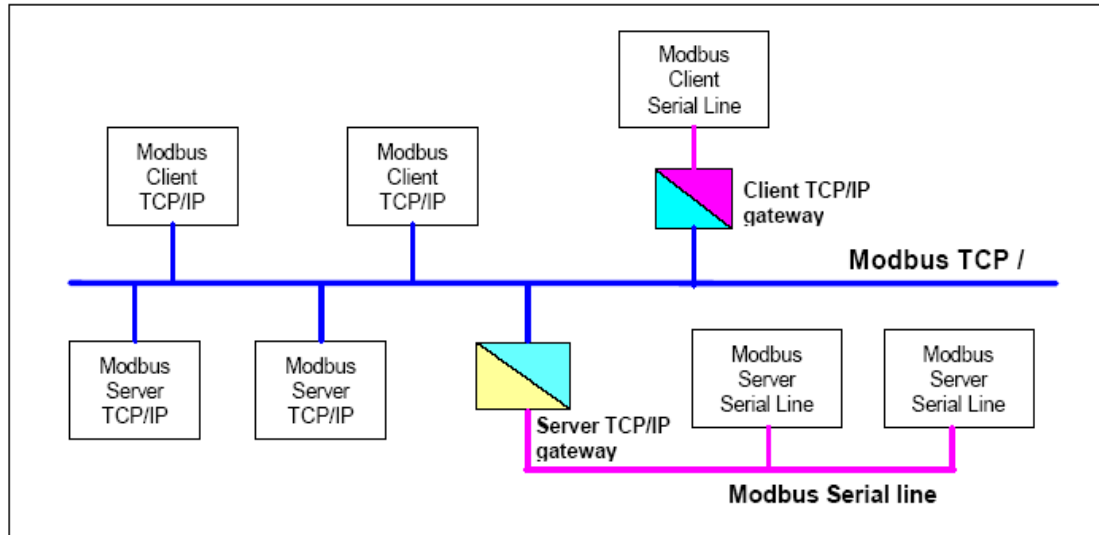 Modbus
Client
Serial Line
Modbus
Client
TCP/IP
Modbus
Client
TCP/IP
Client TCP/IP
gateway
Modbus TCP /
Modbus
Server
TCP/IP
Modbus
Server
TCP/IP
Server TCP/IP
gateway
Modbus
Server
Serial Line
Modbus
Server
Serial Line
Modbus Serial line